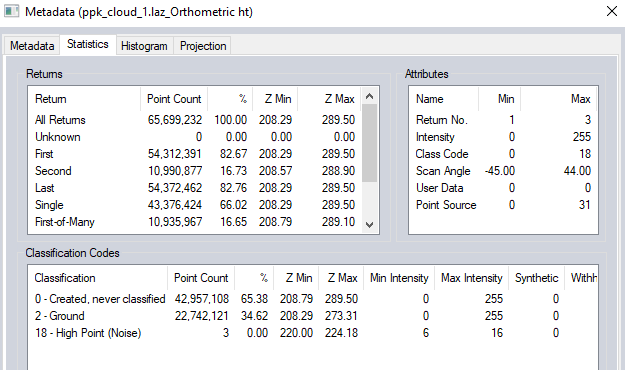 Metadata (ppk_cloud_1.laz_Orthometric ht)
Metadata Statistics Histogram Projection
Returns
Return Point Count % Z Min Z Max
All Returns 65,699,232 100.00 208.29 289.50
Unknown 0 0.00 0.00 0.00
First 54,312,391 82.67 208.29 289.50
Second 10,990,877 16.73 208.57 288.90
Last 54,372,462 82.76 208.29 289.50
Single 43,376,424 66.02 208.29 289.50
First-of-Many 10,935,967 16.65 208.79 289.10
Attributes
Name Min Max
Return No. 1 3
Intensity 0 255
Class Code 0 18
Scan Angle -45.00 44.00
User Data 0 0
Point Source 0 31
Classification Codes
Classification Point Count % Z Min Z Max Min Intensity Max Intensity Synthetic Withh
0 - Created, never classified 42,957,108 65.38 208.79 289.50 0 255 0
2 - Ground 22,742,121 34.62 208.29 273.31 0 255 0
18 - High Point (Noise) 3 0.00 220.00 224.18 6 16 0